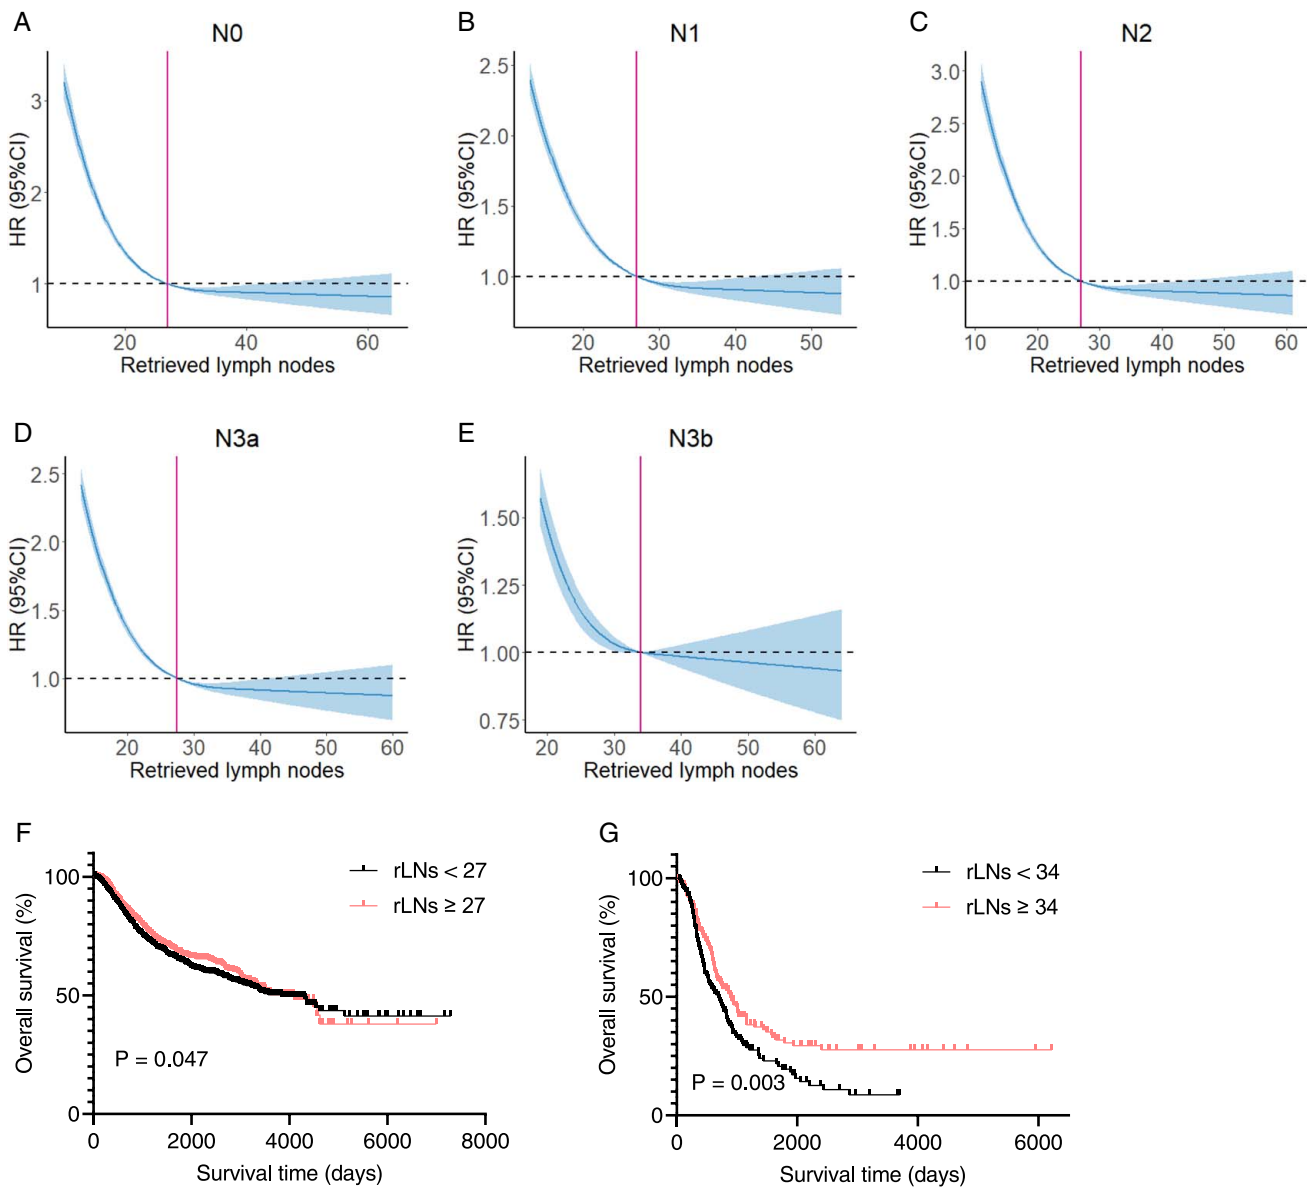 A
N0
HR (95%CI)
3
2
1
20
40
60
Retrieved lymph nodes
B
N1
HR (95%CI)
2.5
2.0
1.5
1.0
20
30
40
50
Retrieved lymph nodes
C
N2
HR (95%CI)
3.0
2.5
2.0
1.5
1.0
10
20
30
40
50
60
Retrieved lymph nodes
D
N3a
HR (95%CI)
2.5
2.0
1.5
1.0
20
30
40
50
60
Retrieved lymph nodes
E
N3b
HR (95%CI)
1.50
1.25
1.00
0.75
20
30
40
50
60
Retrieved lymph nodes
F
Overall survival (%)
100
50
0
rLNs < 27
rLNs ≥ 27
P = 0.047
0
2000
4000
6000
8000
Survival time (days)
G
Overall survival (%)
100
50
0
rLNs < 34
rLNs ≥ 34
P = 0.003
0
2000
4000
6000
Survival time (days)